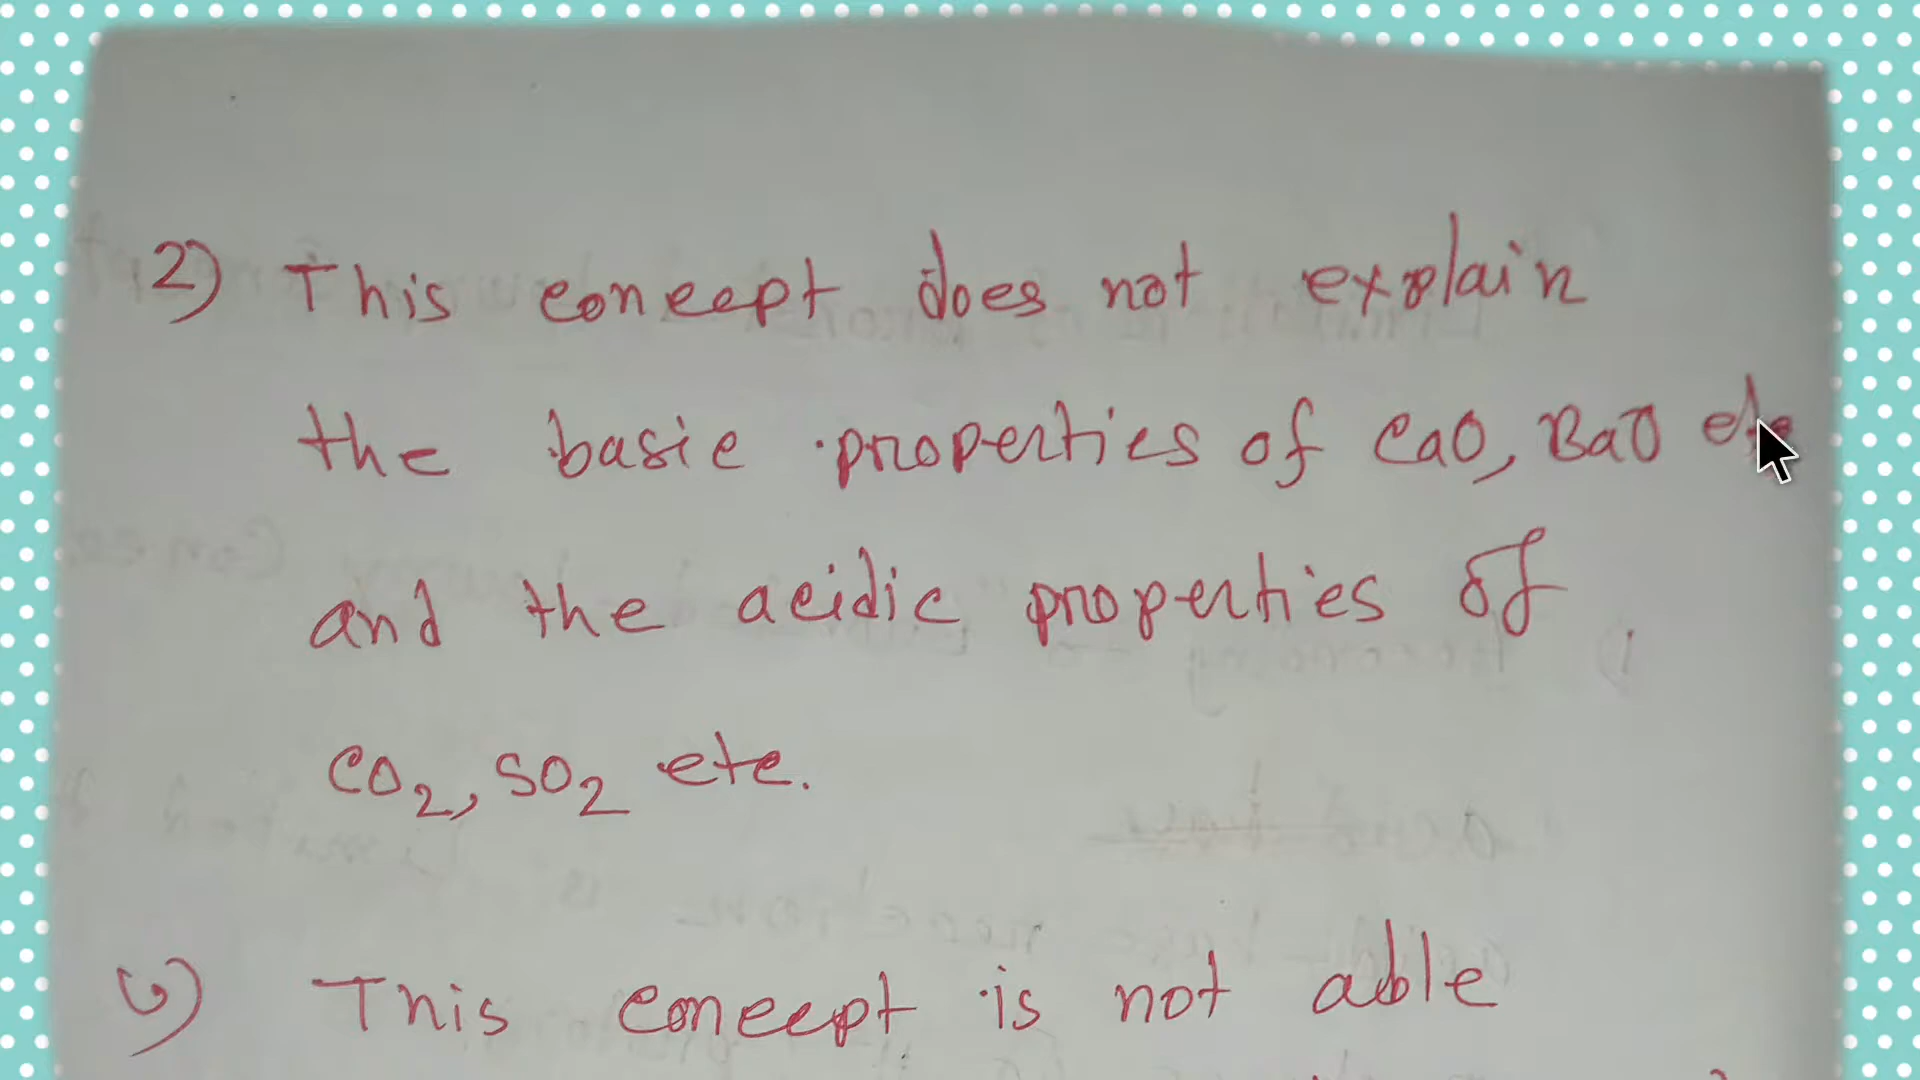 2) This concept does not explain
the basic properties of CaO, BaO etc
and the acidic properties of
CO2, SO2 etc.
This concept is not able